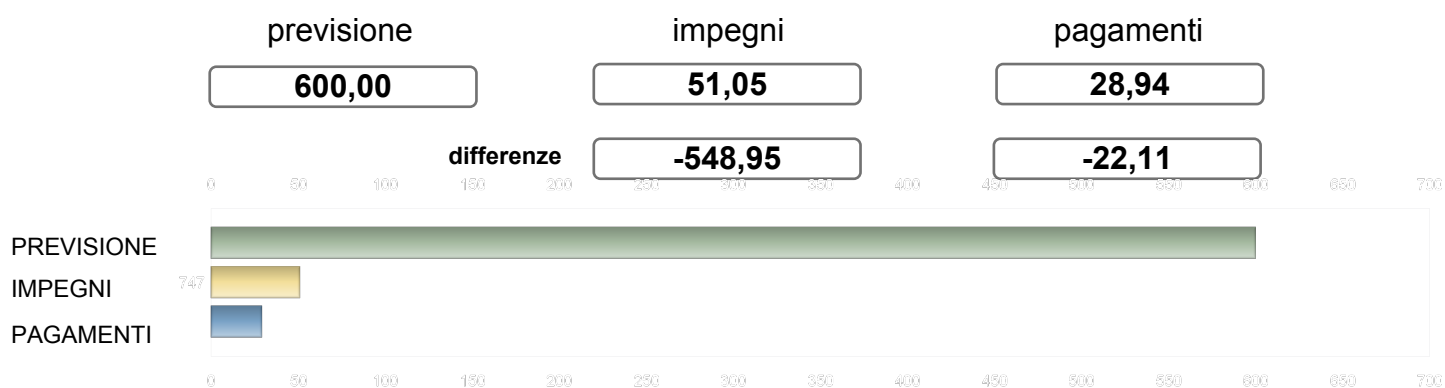 previsione impegni pagamenti
600,00 51,05 28,94
differenze -548,95 -22,11
0 50 100 150 200 250 300 350 400 450 500 550 600 650 700
PREVISIONE
747
IMPEGNI
PAGAMENTI
0 50 100 150 200 250 300 350 400 450 500 550 600 650 700